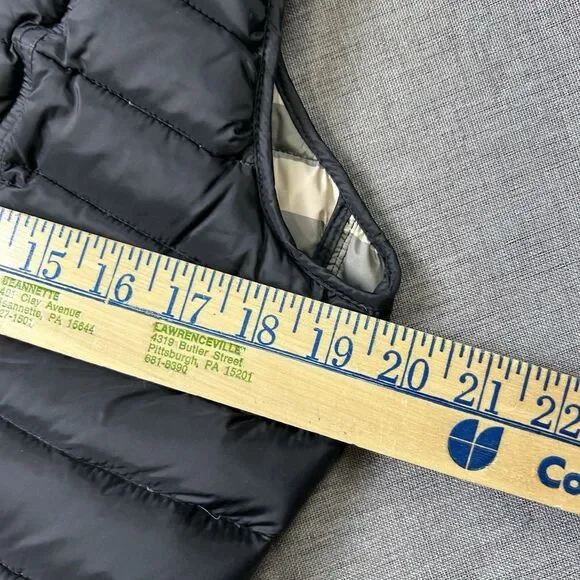 15 16 17 18 19 20 21 22
JEANNETTE
Clay Avenue
Jeannette, PA 15644
LAWRENCEVILLE
4319 Butler Street
Pittsburgh, PA 15201
681-8390
Co